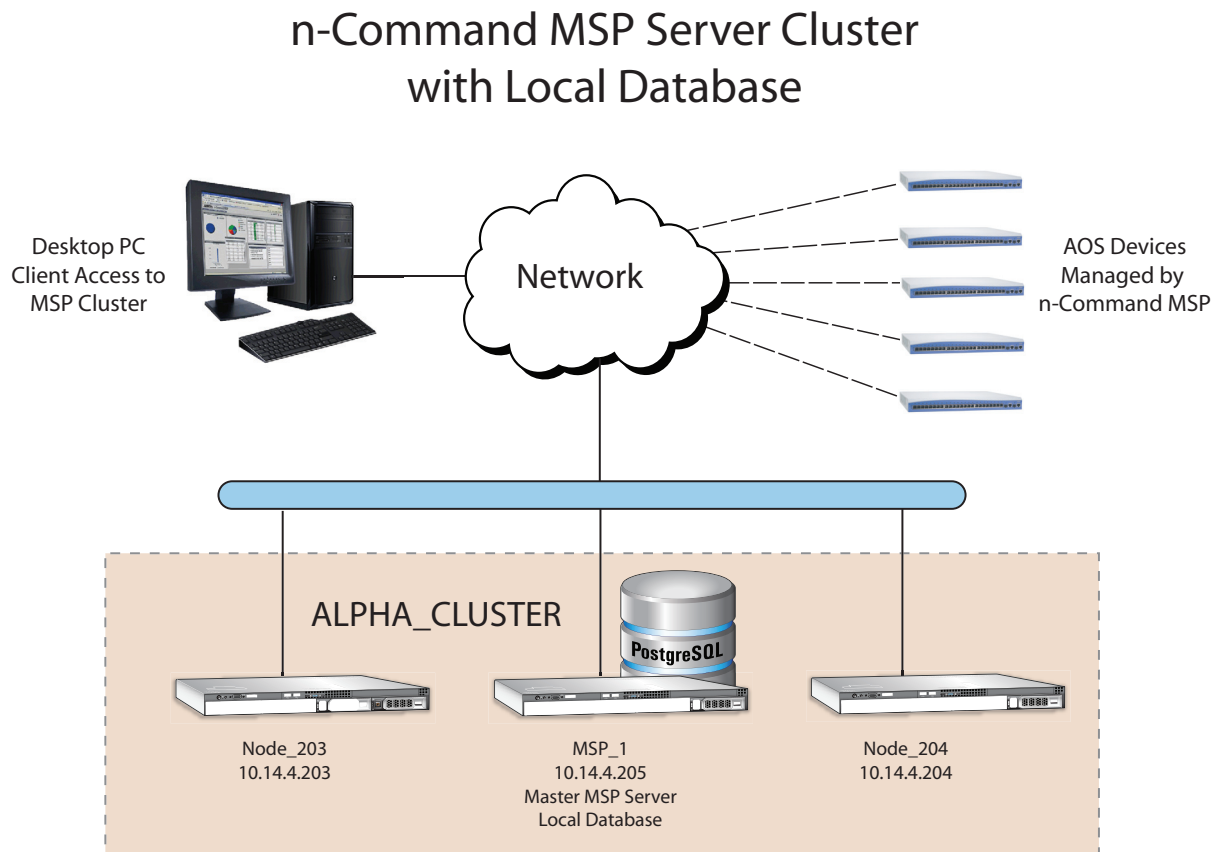 n-Command MSP Server Cluster
with Local Database
Desktop PC
Client Access to
MSP Cluster
Network
AOS Devices
Managed by
n-Command MSP
ALPHA_CLUSTER
PostgreSQL
Node_203
10.14.4.203
MSP_1
10.14.4.205
Master MSP Server
Local Database
Node_204
10.14.4.204